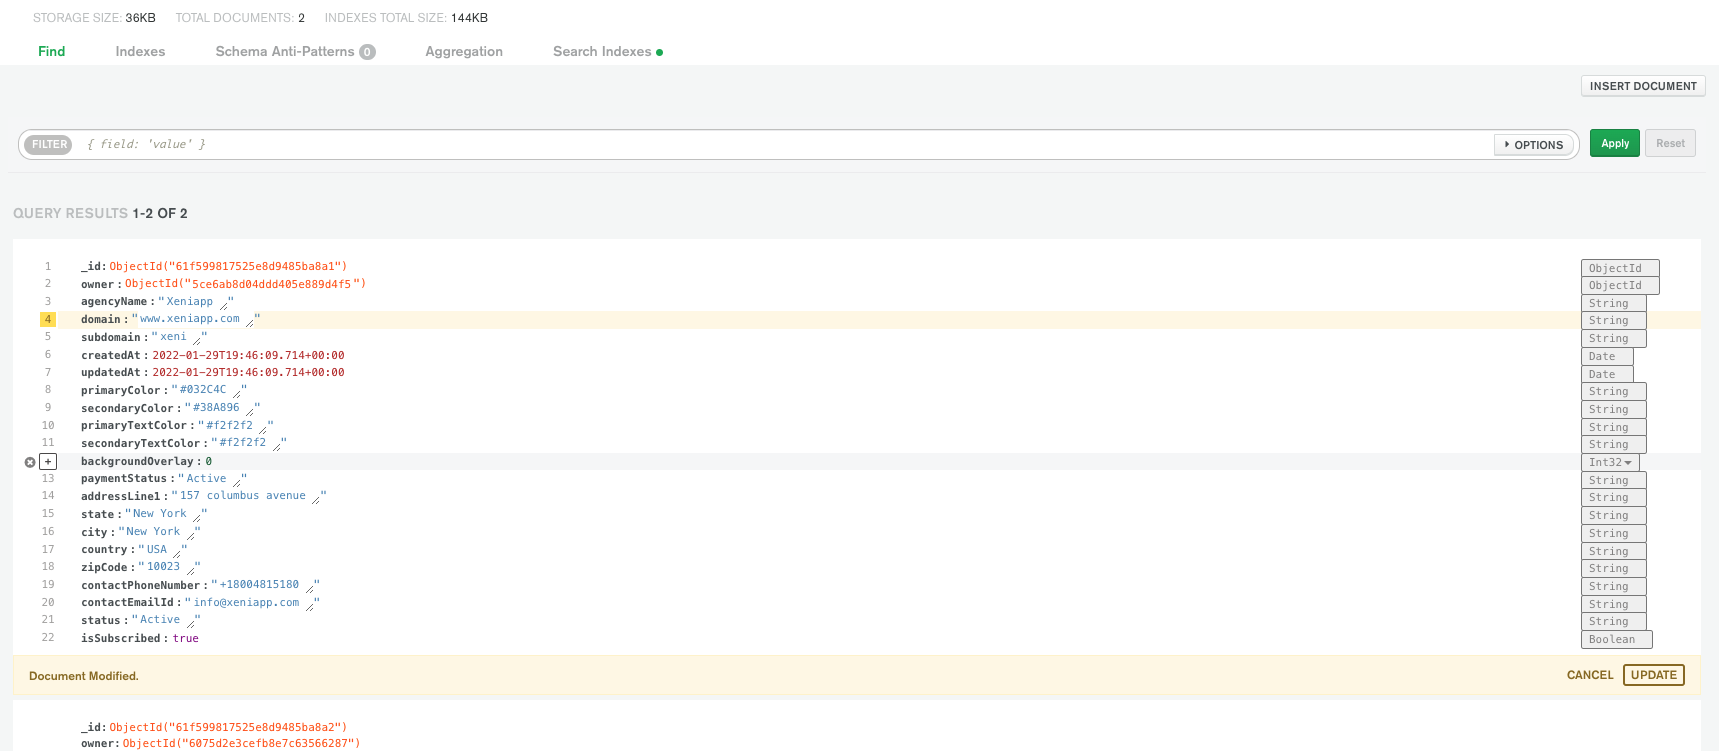 STORAGE SIZE: 36KB TOTAL DOCUMENTS: 2 INDEXES TOTAL SIZE: 144KB
Find Indexes Schema Anti-Patterns 0 Aggregation Search Indexes
INSERT DOCUMENT
FILTER { field: 'value' } OPTIONS Apply Reset
QUERY RESULTS 1-2 OF 2
1 _id: ObjectId("61f599817525e8d9485ba8a1") ObjectId
2 owner: ObjectId("5ce6ab8d04ddd405e889d4f5") ObjectId
3 agencyName: "Xeniapp" String
4 domain: "www.xeniapp.com" String
5 subdomain: "xeni" String
6 createdAt: 2022-01-29T19:46:09.714+00:00 Date
7 updatedAt: 2022-01-29T19:46:09.714+00:00 Date
8 primaryColor: "#032C4C" String
9 secondaryColor: "#38A896" String
10 primaryTextColor: "#f2f2f2" String
11 secondaryTextColor: "#f2f2f2" String
+ backgroundOverlay: 0 Int32
13 paymentStatus: "Active" String
14 addressLine1: "157 columbus avenue" String
15 state: "New York" String
16 city: "New York" String
17 country: "USA" String
18 zipCode: "10023" String
19 contactPhoneNumber: "+18004815180" String
20 contactEmailId: "info@xeniapp.com" String
21 status: "Active" String
22 isSubscribed: true Boolean
Document Modified. CANCEL UPDATE
_id: ObjectId("61f599817525e8d9485ba8a2")
owner: ObjectId("6075d2e3cefb8e7c63566287")